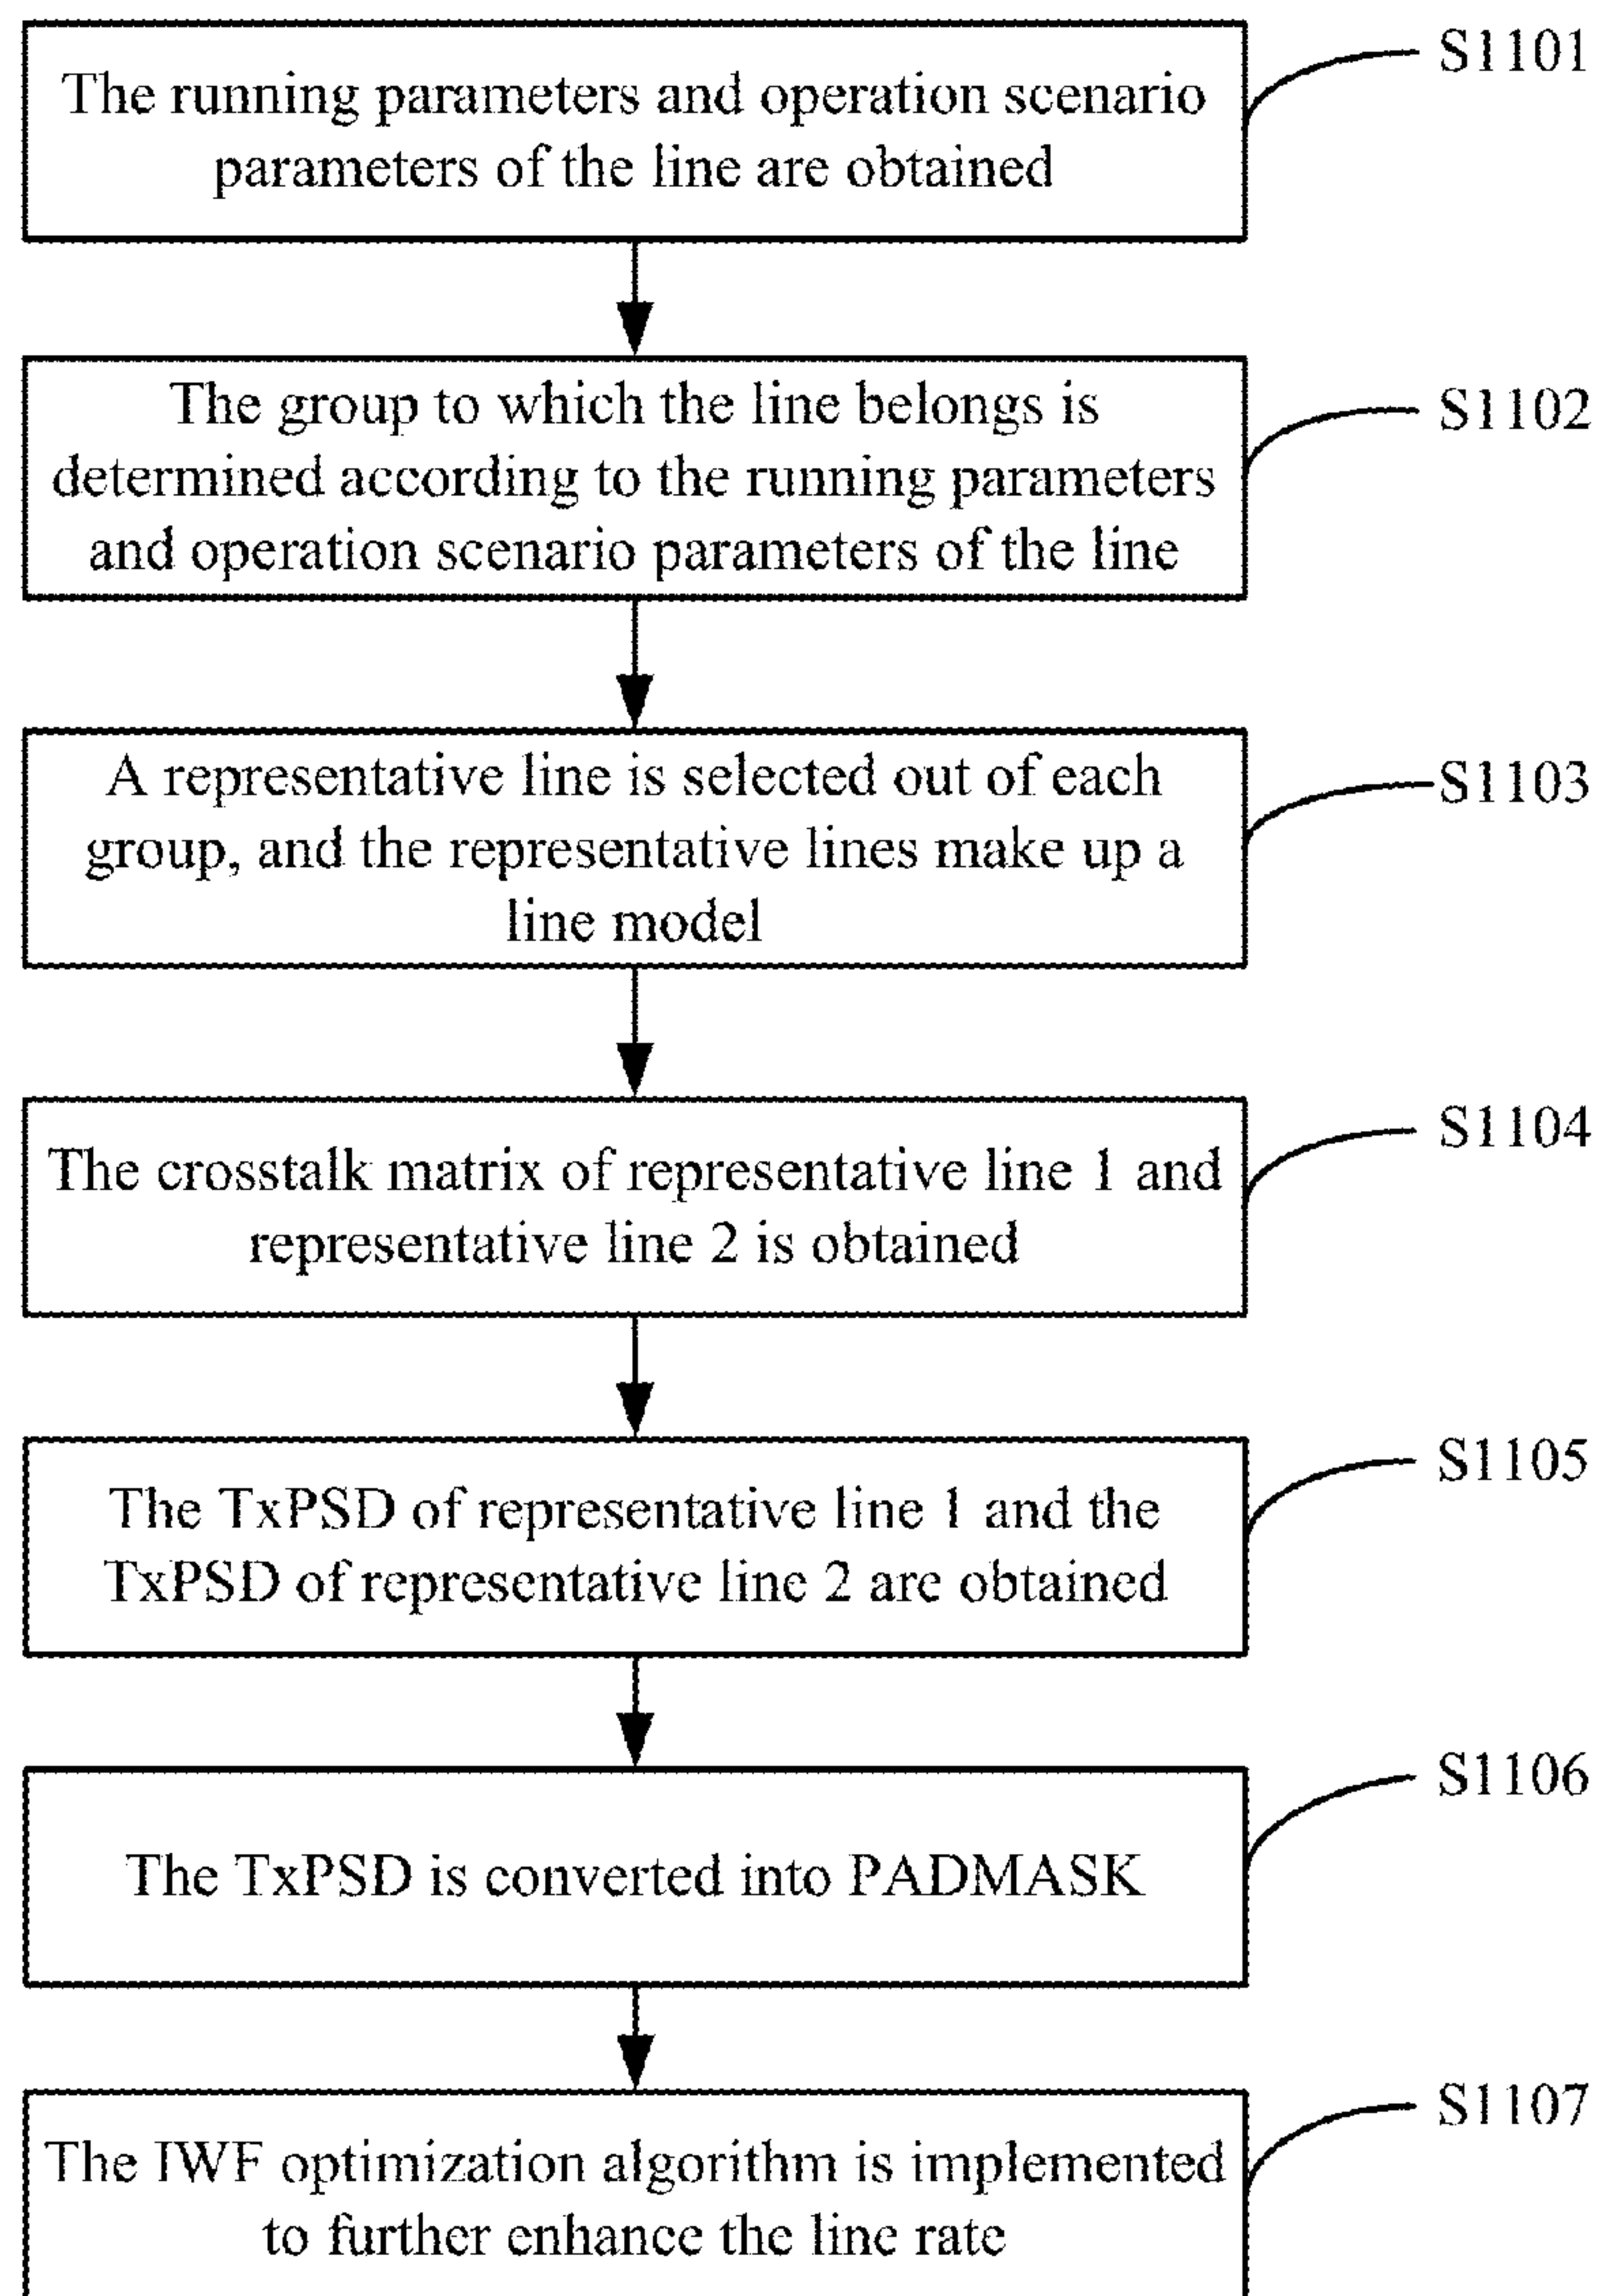 The running parameters and operation scenario
parameters of the line are obtained
S1101
The group to which the line belongs is
determined according to the running parameters
and operation scenario parameters of the line
S1102
A representative line is selected out of each
group, and the representative lines make up a
line model
S1103
The crosstalk matrix of representative line 1 and
representative line 2 is obtained
S1104
The TxPSD of representative line 1 and the
TxPSD of representative line 2 are obtained
S1105
The TxPSD is converted into PADMASK
S1106
The IWF optimization algorithm is implemented
to further enhance the line rate
S1107